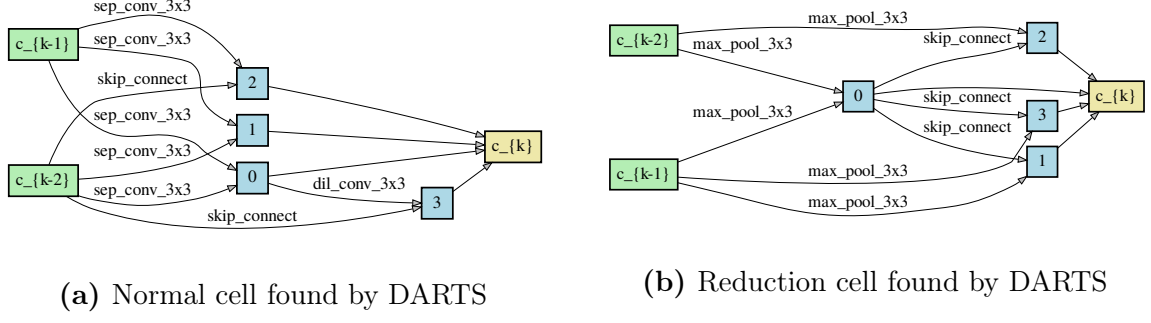 sep_conv_3x3
c_{k-1}
sep_conv_3x3
2
skip_connect
1
sep_conv_3x3
c_{k-2}
sep_conv_3x3
0
sep_conv_3x3
dil_conv_3x3
3
skip_connect
c_{k}
(a) Normal cell found by DARTS
max_pool_3x3
c_{k-2}
max_pool_3x3
skip_connect
2
0
c_{k}
skip_connect
3
max_pool_3x3
skip_connect
1
c_{k-1}
max_pool_3x3
max_pool_3x3
(b) Reduction cell found by DARTS